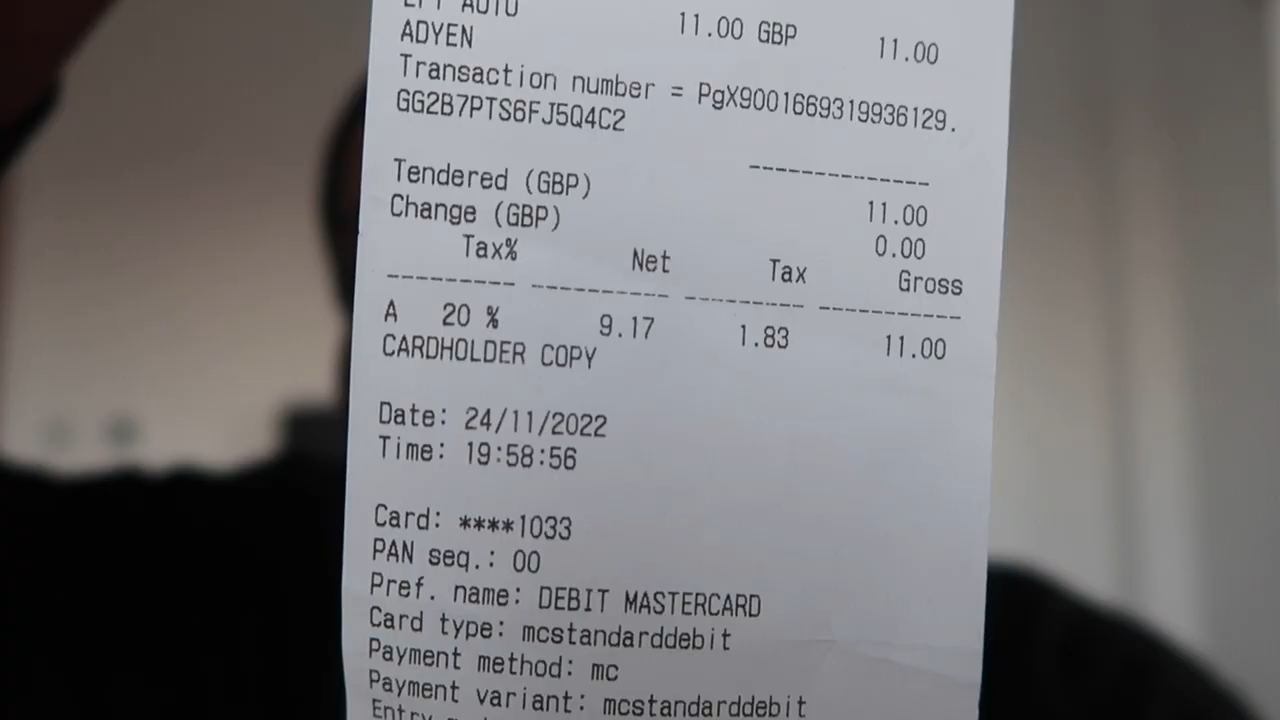 EFT AUTO 11.00 GBP 11.00
ADYEN
Transaction number = PgX9001669319936129.
GG2B7PTS6FJ5Q4C2
--------------
Tendered (GBP) 11.00
Change (GBP) 0.00
Tax% Net Tax Gross
---------- ----------- ---------- ------------
A 20 % 9.17 1.83 11.00
CARDHOLDER COPY
Date: 24/11/2022
Time: 19:58:56
Card: ****1033
PAN seq.: 00
Pref. name: DEBIT MASTERCARD
Card type: mcstandarddebit
Payment method: mc
Payment variant: mcstandarddebit
Entry